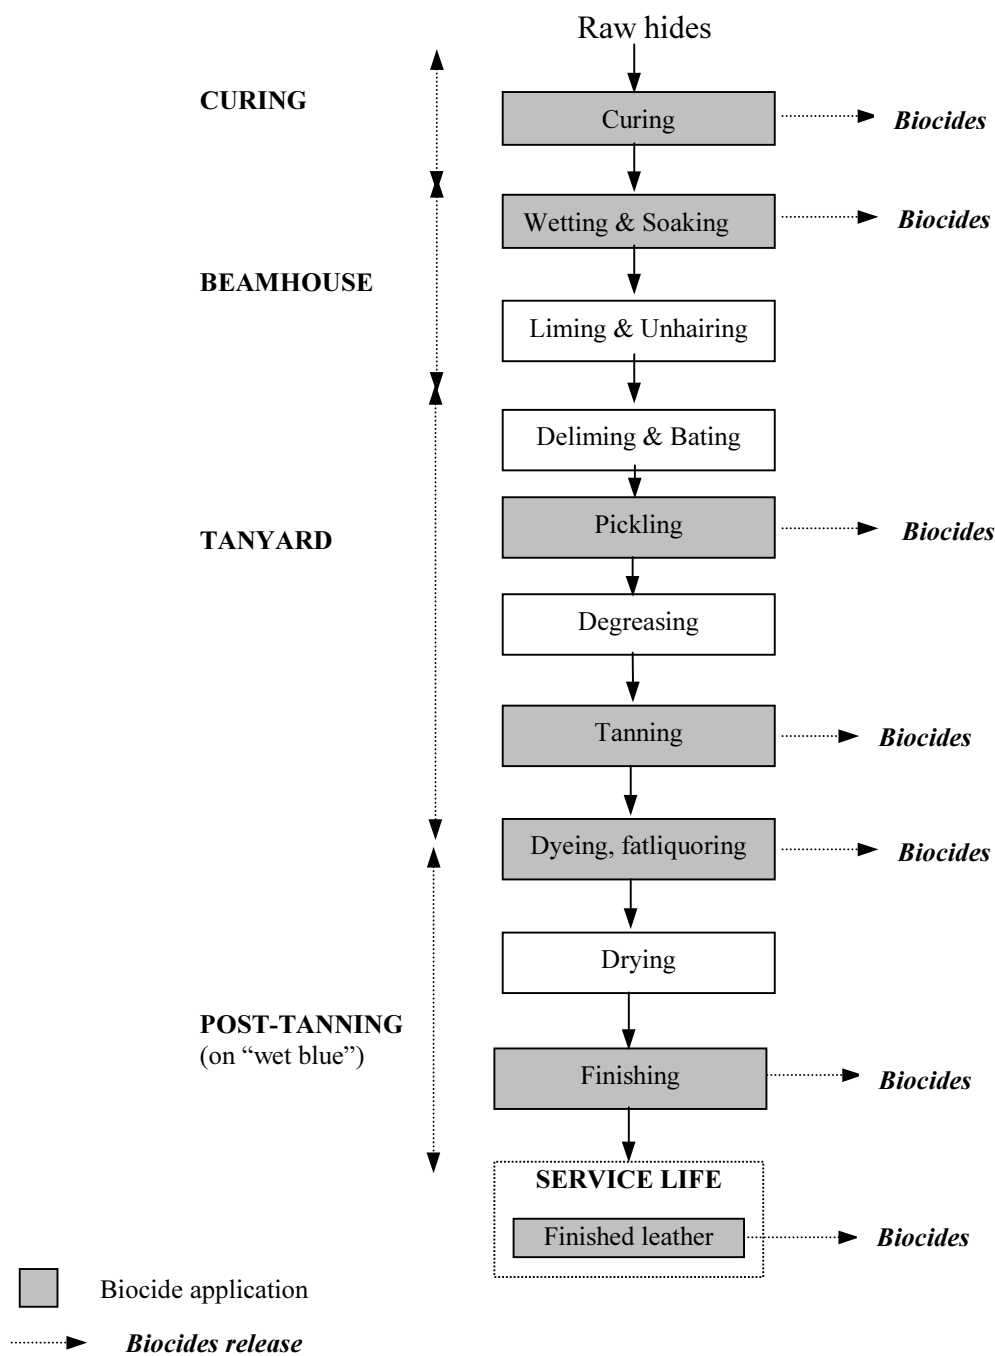 Raw hides
CURING
Curing
Biocides
Wetting & Soaking
Biocides
BEAMHOUSE
Liming & Unhairing
Deliming & Bating
Pickling
Biocides
TANYARD
Degreasing
Tanning
Biocides
Dyeing, fatliquoring
Biocides
Drying
POST-TANNING
(on “wet blue”)
Finishing
Biocides
SERVICE LIFE
Finished leather
Biocides
Biocide application
Biocides release